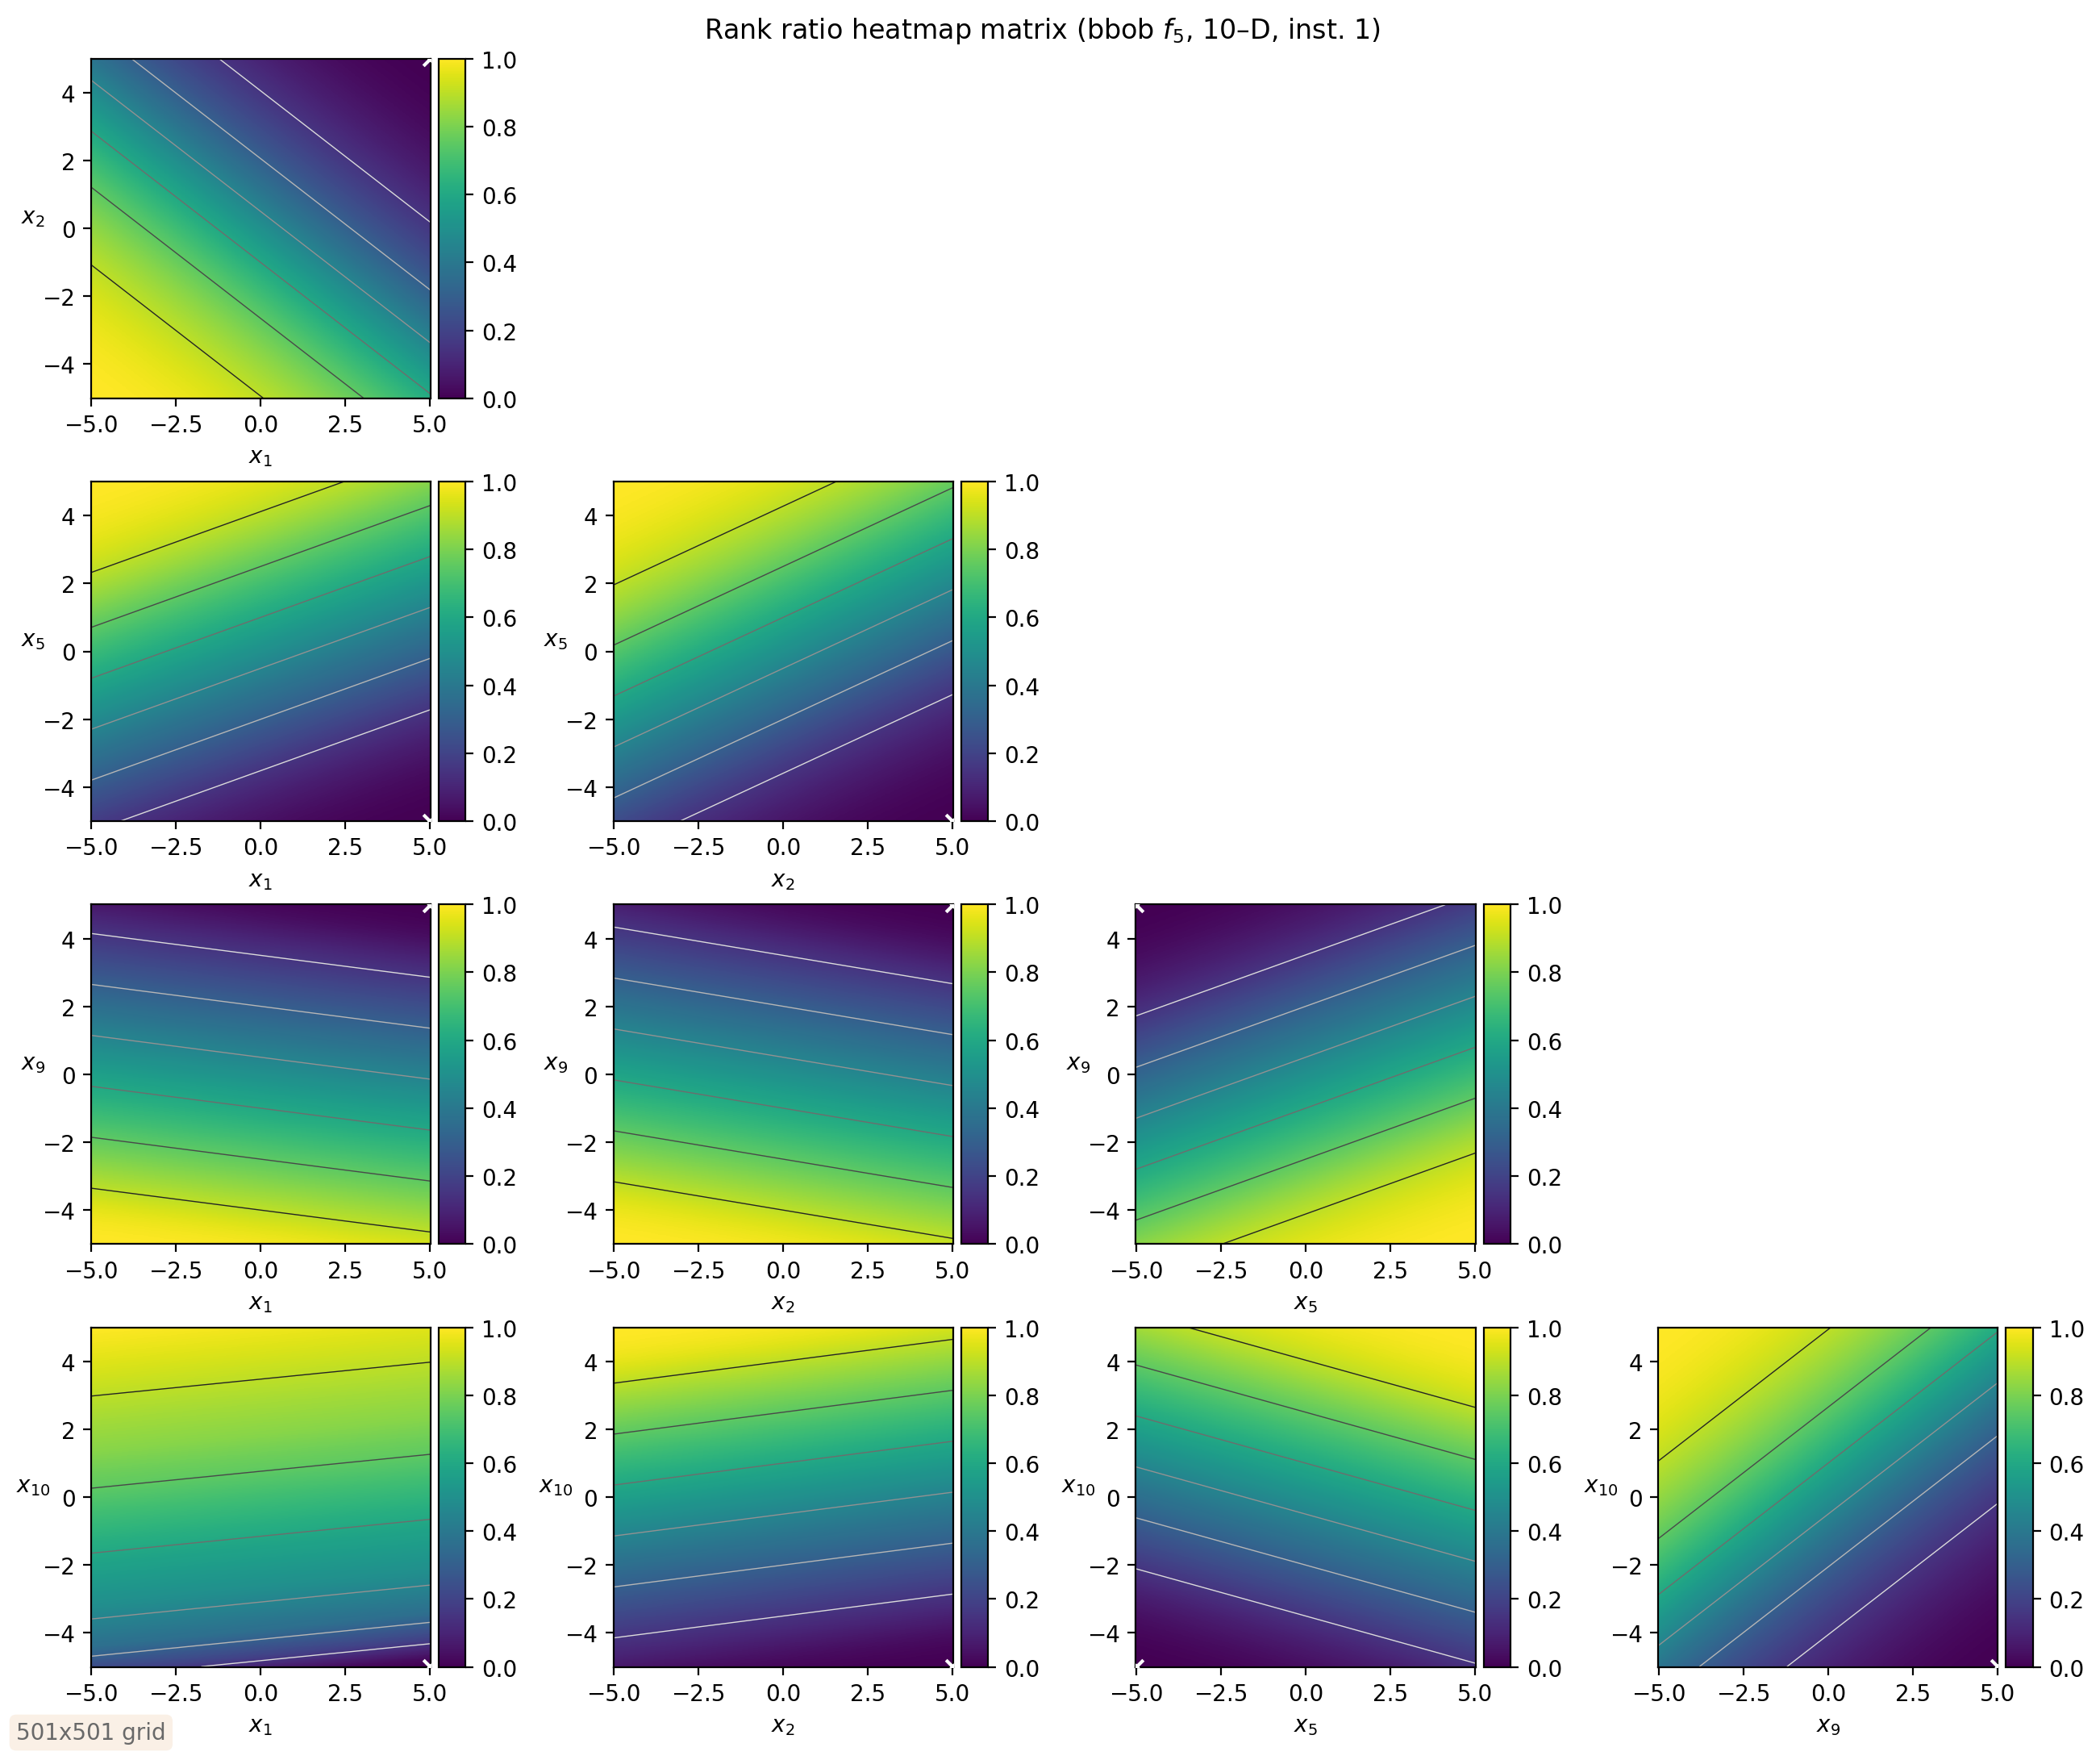 Rank ratio heatmap matrix (bbob f5, 10–D, inst. 1)
1.0
4 0.8
2 0.6
x2 0
0.4
−2
0.2
−4
0.0
−5.0 −2.5 0.0 2.5 5.0
x1
1.0 1.0
4 0.8 4 0.8
2 0.6 2 0.6
x5 0 x5 0
0.4 0.4
−2 −2
0.2 0.2
−4 −4
0.0 0.0
−5.0 −2.5 0.0 2.5 5.0 −5.0 −2.5 0.0 2.5 5.0
x1 x2
1.0 1.0 1.0
4 0.8 4 0.8 4 0.8
2 0.6 2 0.6 2 0.6
x9 0 x9 0 x9 0
0.4 0.4 0.4
−2 −2 −2
0.2 0.2 0.2
−4 −4 −4
0.0 0.0 0.0
−5.0 −2.5 0.0 2.5 5.0 −5.0 −2.5 0.0 2.5 5.0 −5.0 −2.5 0.0 2.5 5.0
x1 x2 x5
1.0 1.0 1.0 1.0
4 0.8 4 0.8 4 0.8 4 0.8
2 0.6 2 0.6 2 0.6 2 0.6
x10 0 x10 0 x10 0 x10 0
0.4 0.4 0.4 0.4
−2 −2 −2 −2
0.2 0.2 0.2 0.2
−4 −4 −4 −4
0.0 0.0 0.0 0.0
−5.0 −2.5 0.0 2.5 5.0 −5.0 −2.5 0.0 2.5 5.0 −5.0 −2.5 0.0 2.5 5.0 −5.0 −2.5 0.0 2.5 5.0
x1 x2 x5 x9
501x501 grid